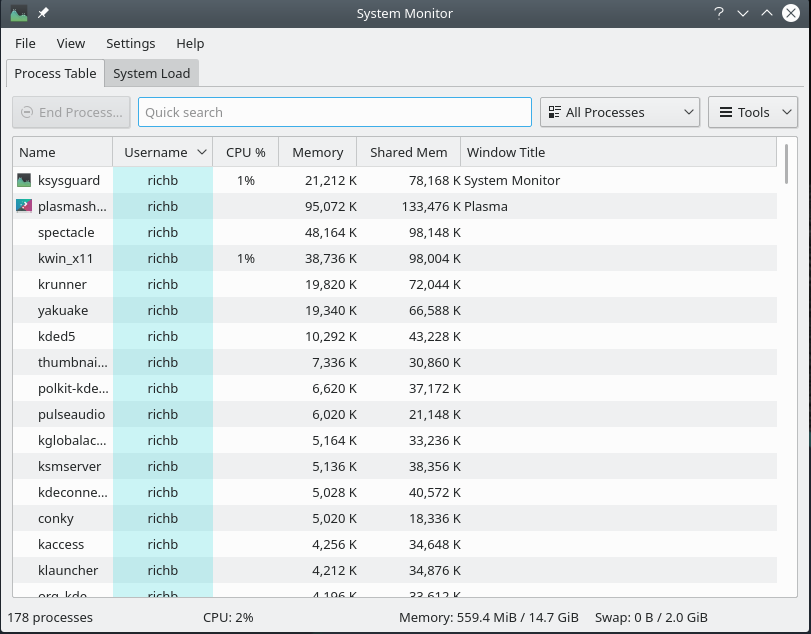 System Monitor
File View Settings Help
Process Table System Load
End Process... Quick search All Processes Tools
Name Username CPU % Memory Shared Mem Window Title
ksysguard richb 1% 21,212 K 78,168 K System Monitor
plasmash... richb 95,072 K 133,476 K Plasma
spectacle richb 48,164 K 98,148 K
kwin_x11 richb 1% 38,736 K 98,004 K
krunner richb 19,820 K 72,044 K
yakuake richb 19,340 K 66,588 K
kded5 richb 10,292 K 43,228 K
thumbnai... richb 7,336 K 30,860 K
polkit-kde... richb 6,620 K 37,172 K
pulseaudio richb 6,020 K 21,148 K
kglobalac... richb 5,164 K 33,236 K
ksmserver richb 5,136 K 38,356 K
kdeconne... richb 5,028 K 40,572 K
conky richb 5,020 K 18,336 K
kaccess richb 4,256 K 34,648 K
klauncher richb 4,212 K 34,876 K
org_kde... richb 4,196 K 33,612 K
178 processes CPU: 2% Memory: 559.4 MiB / 14.7 GiB Swap: 0 B / 2.0 GiB